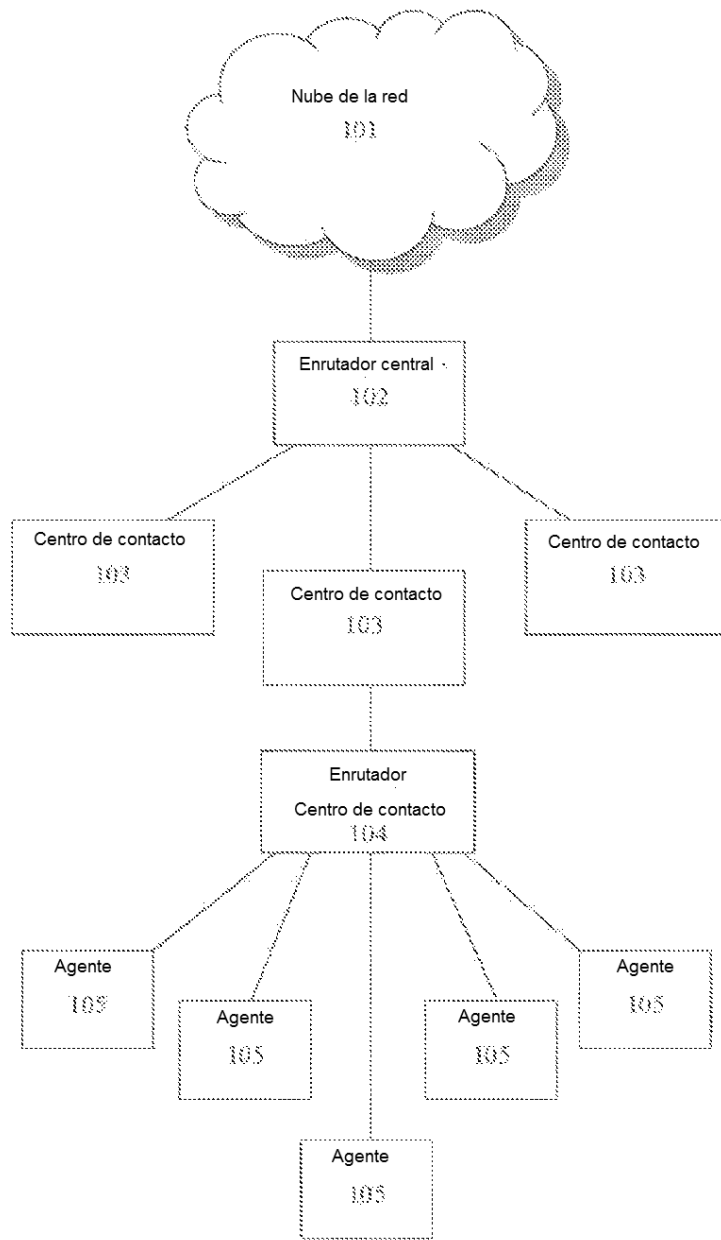 Nube de la red
101
Enrutador central
102
Centro de contacto
103
Centro de contacto
103
Centro de contacto
103
Enrutador
Centro de contacto
104
Agente
105
Agente
105
Agente
105
Agente
105
Agente
105